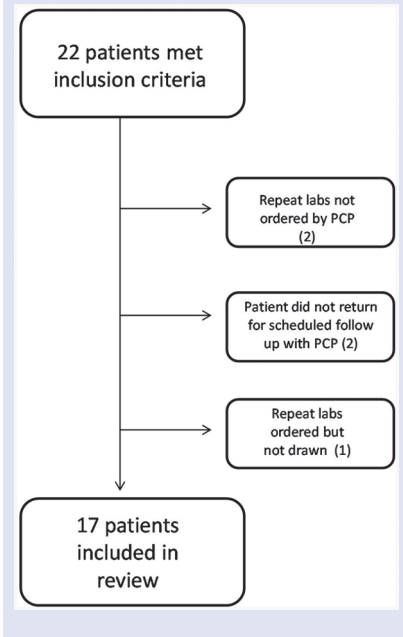 22 patients met
inclusion criteria
Repeat labs not
ordered by PCP
(2)
Patient did not return
for scheduled follow
up with PCP (2)
Repeat labs
ordered but
not drawn (1)
17 patients
included in
review